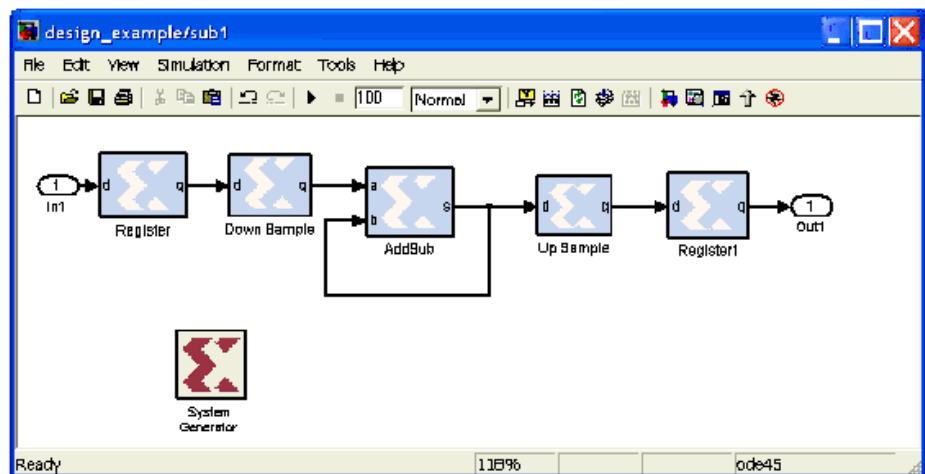 design_example/sub1
File Edit View Simulation Format Tools Help
100 Normal
1 d q d q a b s d q d q 1
In1 Register Down Sample AddSub Up Sample Register1 Out1
System
Generator
Ready 118% ode45